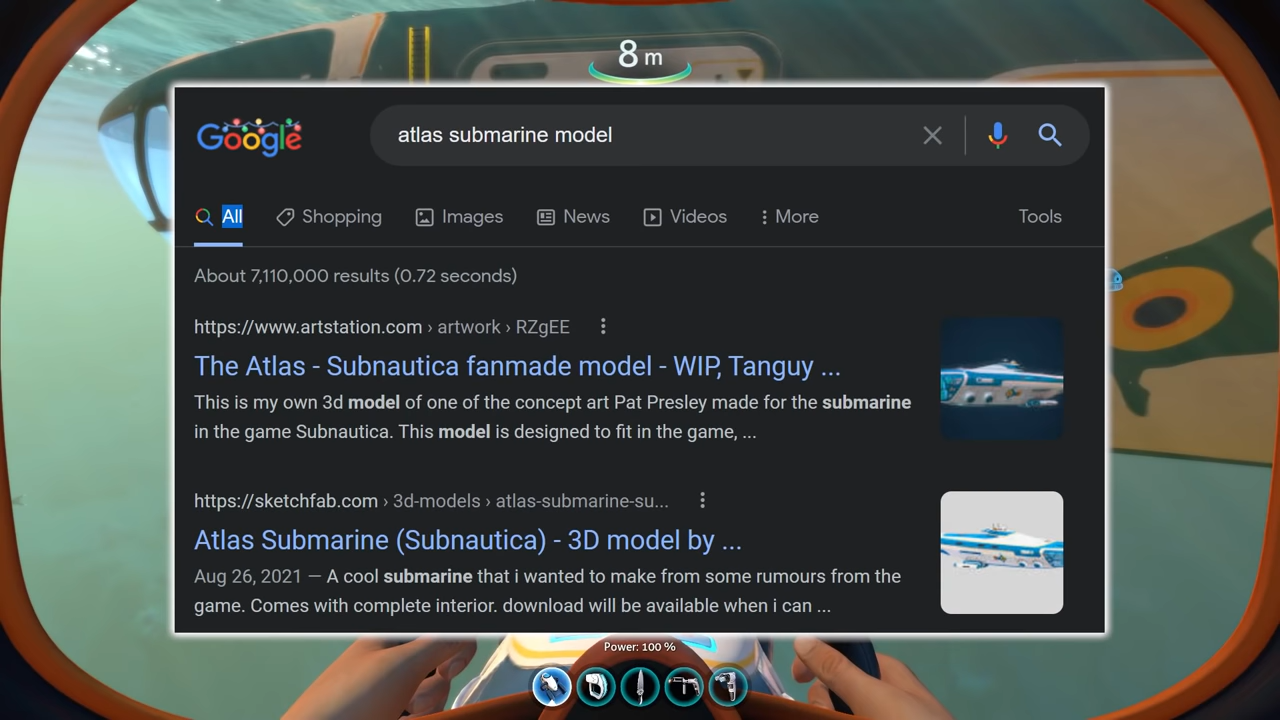 8 m
Google
atlas submarine model
All Shopping Images News Videos More Tools
About 7,110,000 results (0.72 seconds)
https://www.artstation.com › artwork › RZgEE
The Atlas - Subnautica fanmade model - WIP, Tanguy ...
This is my own 3d model of one of the concept art Pat Presley made for the submarine
in the game Subnautica. This model is designed to fit in the game, ...
https://sketchfab.com › 3d-models › atlas-submarine-su...
Atlas Submarine (Subnautica) - 3D model by ...
Aug 26, 2021 — A cool submarine that i wanted to make from some rumours from the
game. Comes with complete interior. download will be available when i can ...
Power: 100 %